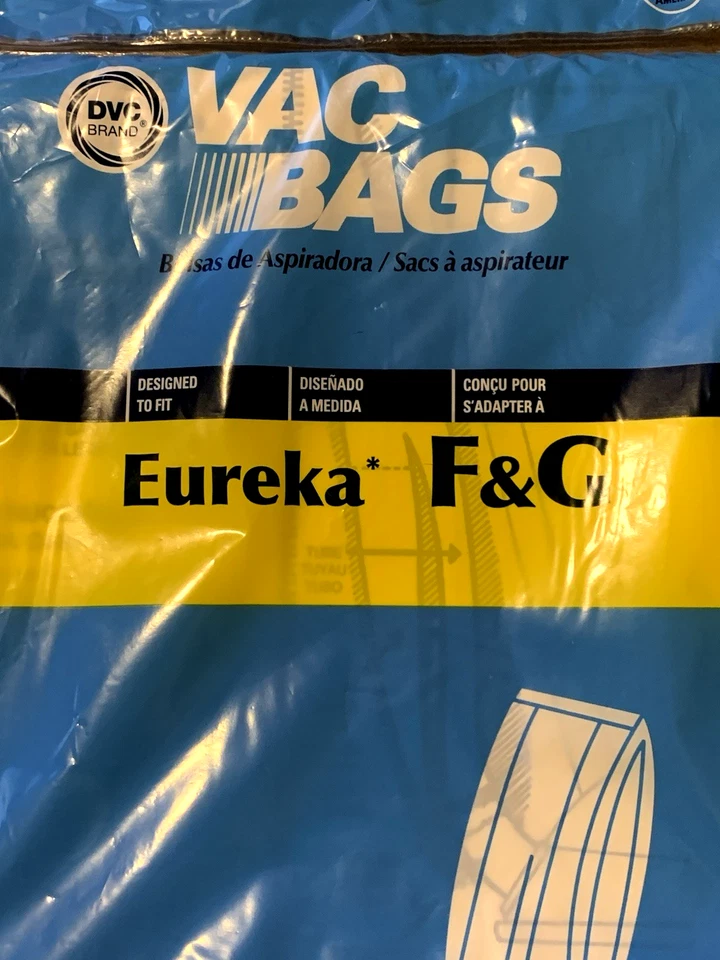 DVC®
BRAND
VAC
BAGS
Bolsas de Aspiradora / Sacs à aspirateur
DESIGNED
TO FIT
DISEÑADO
A MEDIDA
CONÇU POUR
S'ADAPTER À
Eureka* F&G